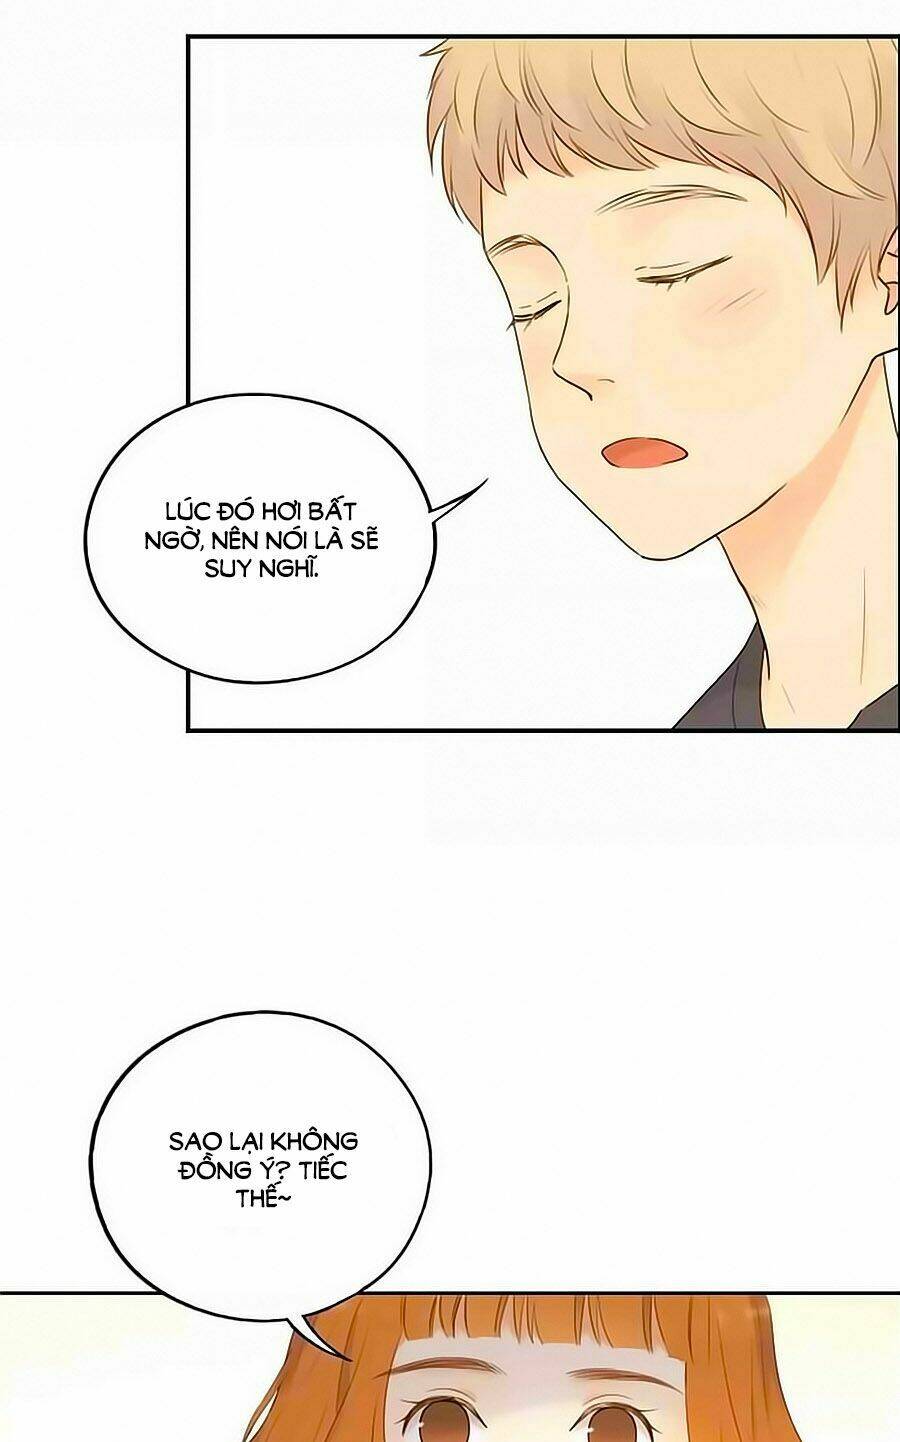 LÚC ĐÓ HƠI BẤT
NGỜ, NÊN NÓI LÀ SẼ
SUY NGHĨ.
SAO LẠI KHÔNG
ĐỒNG Ý? TIẾC
THẾ~